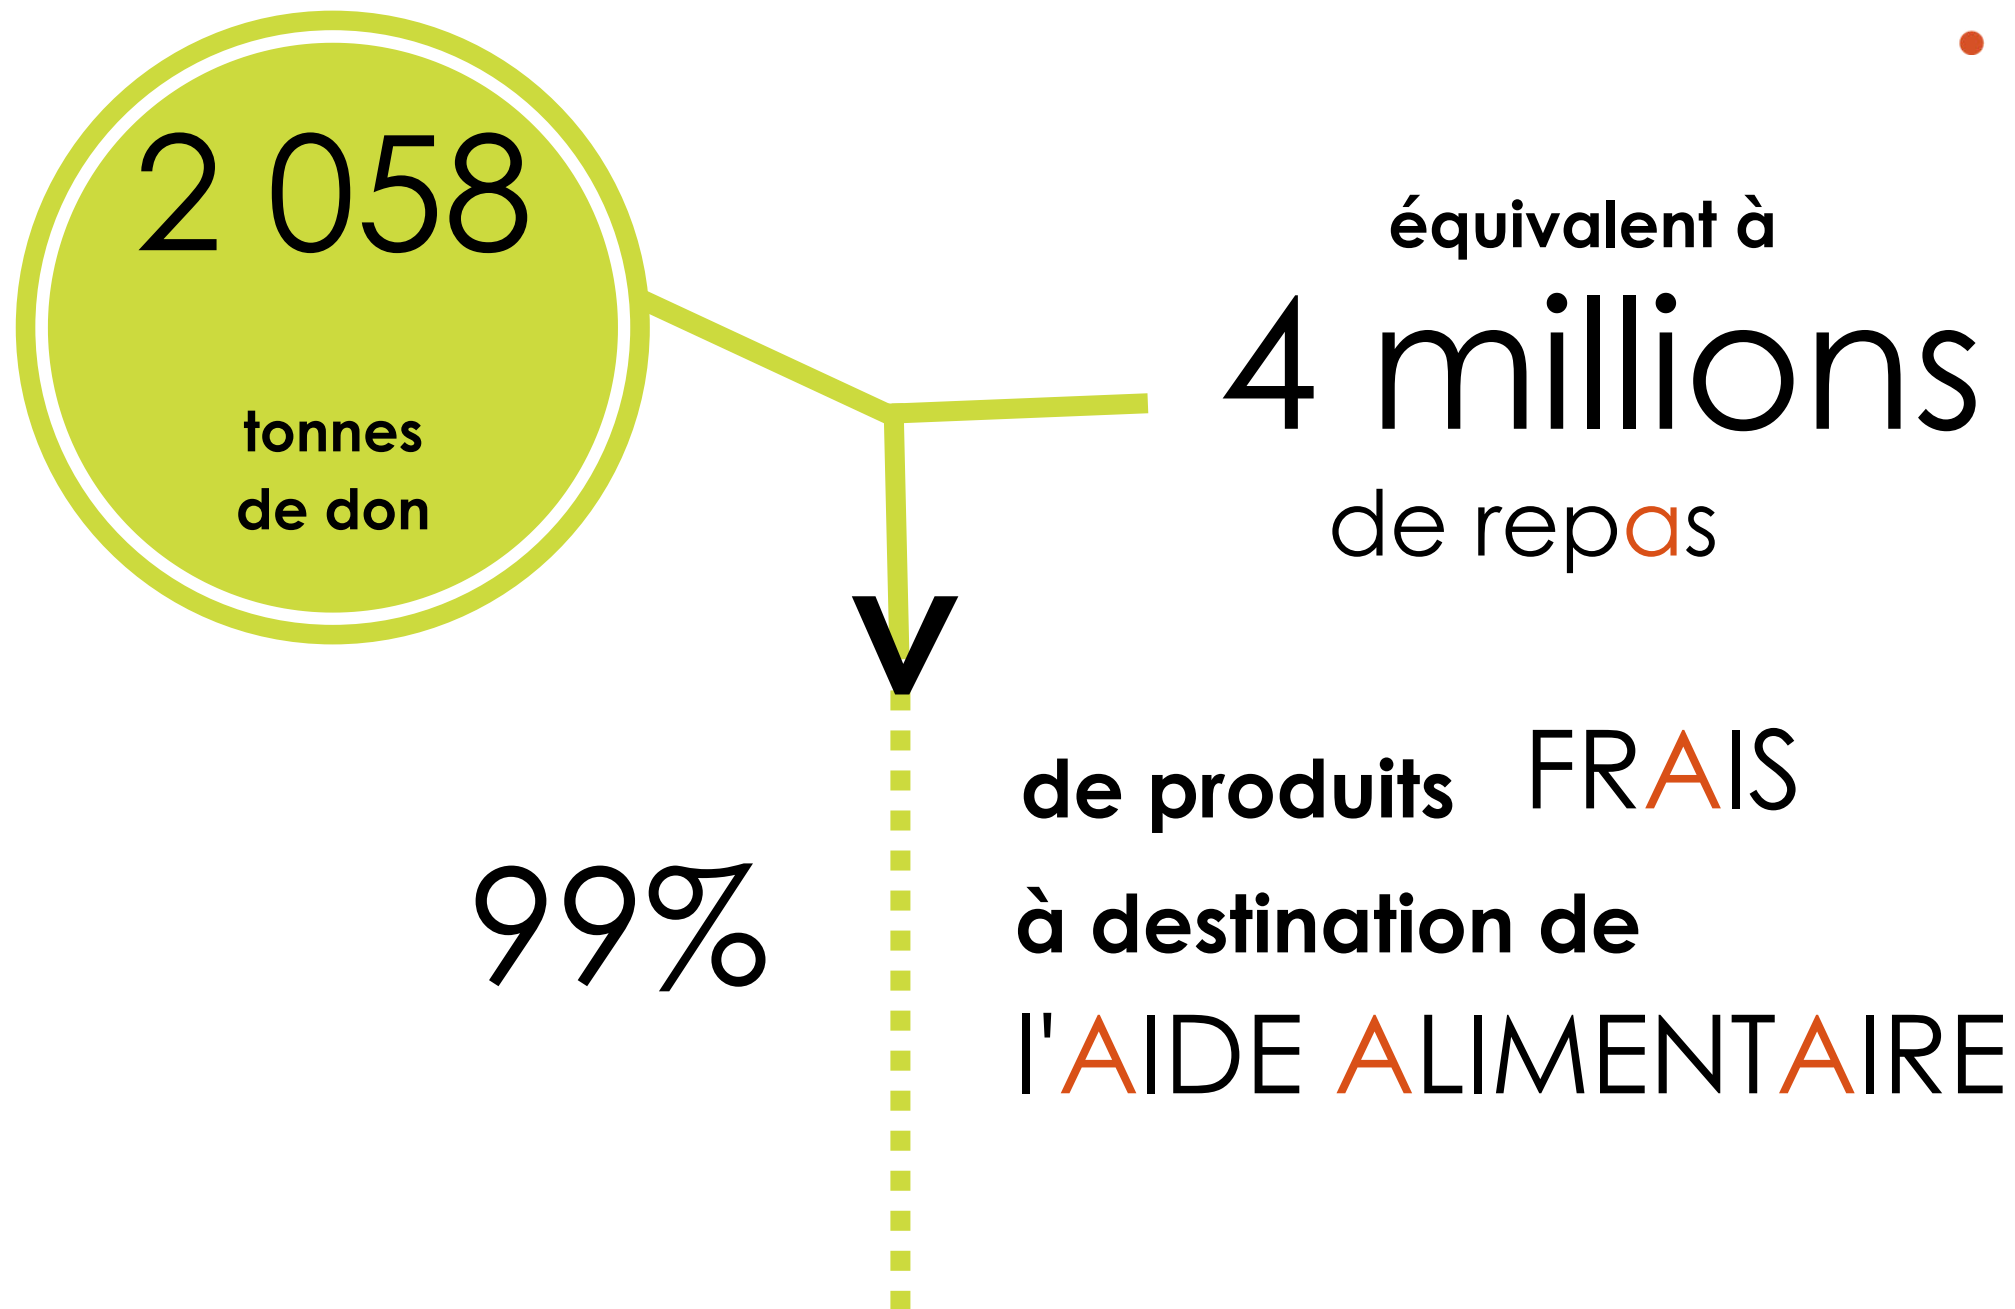 2 058
tonnes
de don
équivalent à
4 millions
de repas
99%
de produits FRAIS
à destination de
l'AIDE ALIMENTAIRE